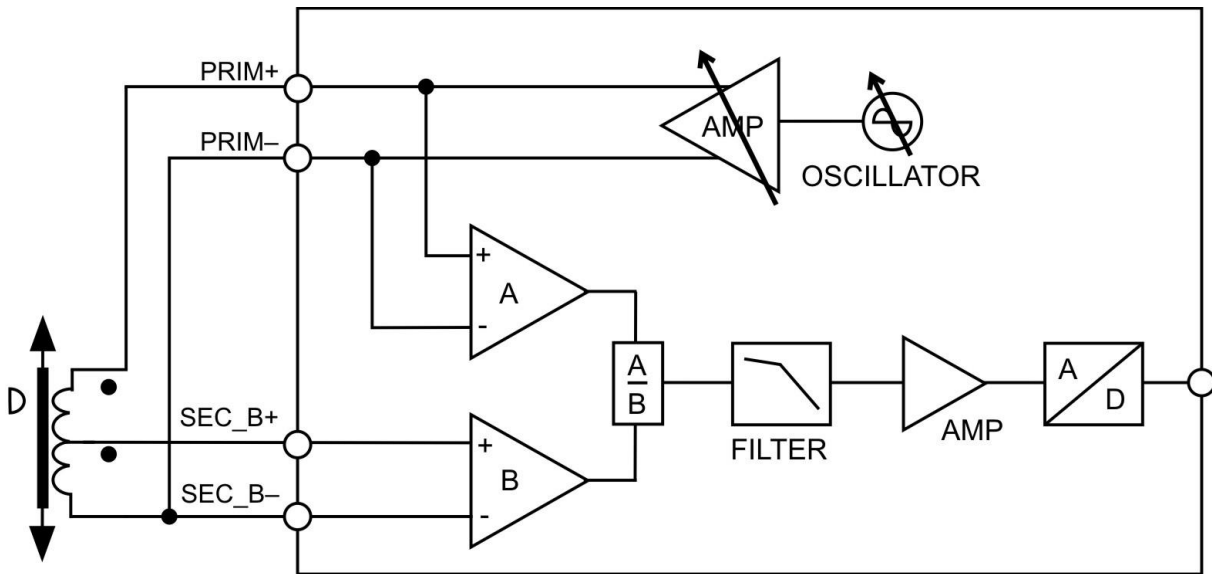 PRIM+
PRIM–
AMP
OSCILLATOR
+
A
-
D
A
B
A
D
SEC_B+
+
B
-
SEC_B–
FILTER
AMP